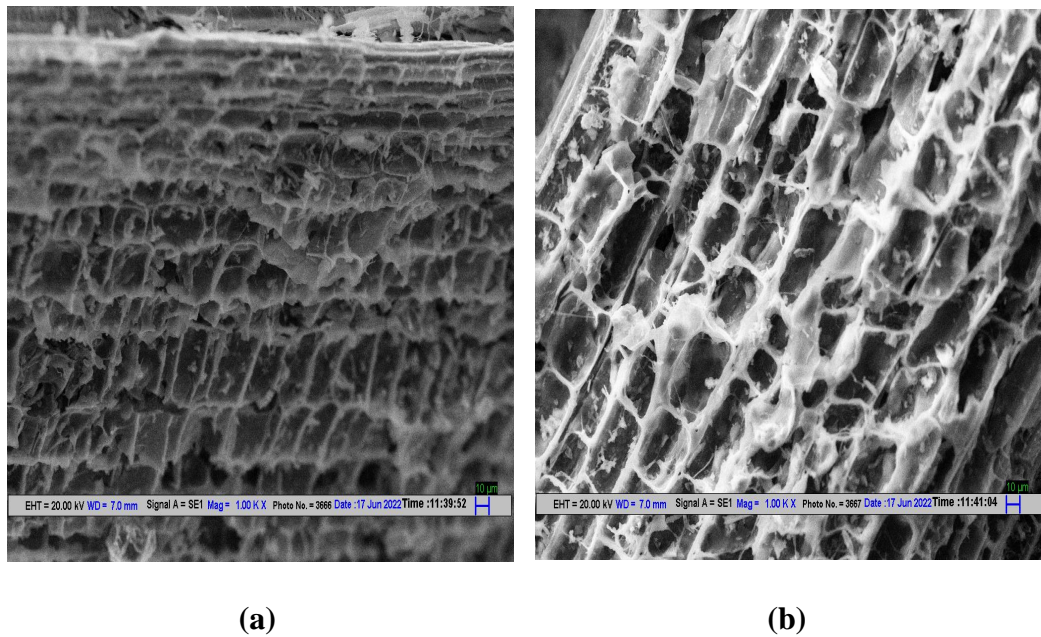 10 µm
EHT = 20.00 kV WD = 7.0 mm Signal A = SE1 Mag = 1.00 K X Photo No. = 3666 Date :17 Jun 2022 Time :11:39:52
10 µm
EHT = 20.00 kV WD = 7.0 mm Signal A = SE1 Mag = 1.00 K X Photo No. = 3667 Date :17 Jun 2022 Time :11:41:04
(a)
(b)